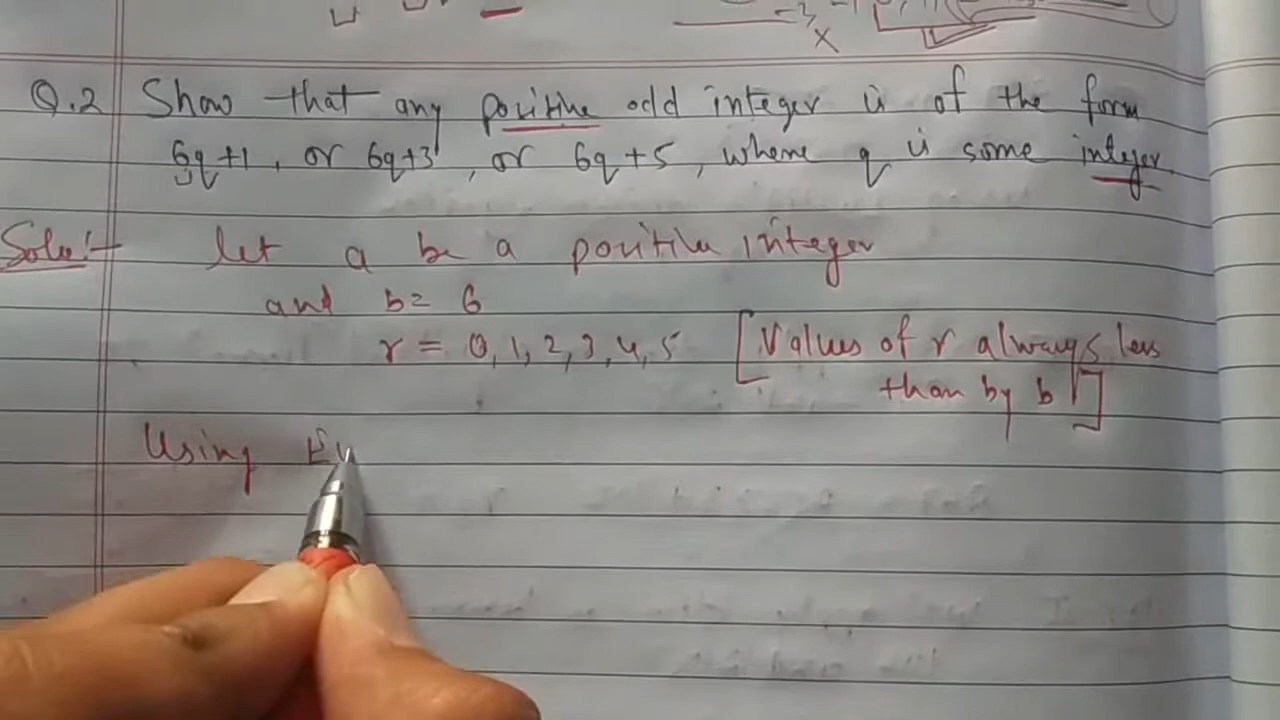 Q.2 Show that any positive odd integer is of the form
6q+1, or 6q+3, or 6q+5, where q is some integer.
Solu:- let a be a positive integer
and b = 6
r = 0, 1, 2, 3, 4, 5 [Values of r always less
than by b]
Using Eu